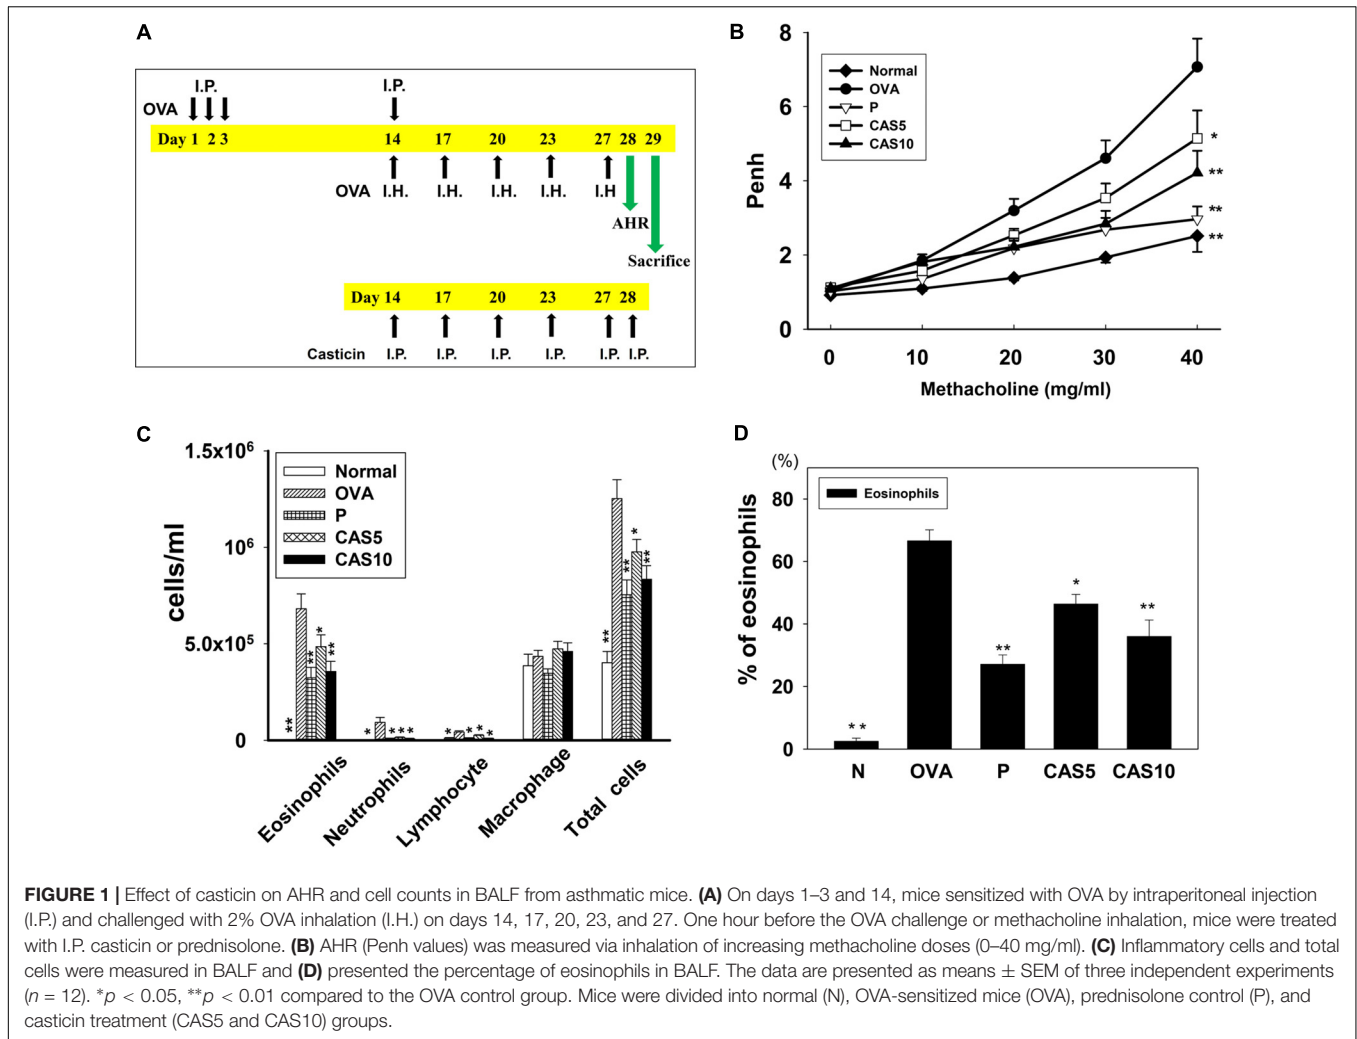 A
I.P.
I.P.
OVA
Day 1 2 3 14 17 20 23 27 28 29
OVA I.H. I.H. I.H. I.H. I.H
AHR
Sacrifice
Day 14 17 20 23 27 28
Casticin I.P. I.P. I.P. I.P. I.P. I.P.
B
8
6
4
2
0
Penh
Normal
OVA
P
CAS5
CAS10
*
**
**
**
0 10 20 30 40
Methacholine (mg/ml)
C
1.5x10⁶
10⁶
5.0x10⁵
0
cells/ml
Normal
OVA
P
CAS5
CAS10
** ** * **
* * * *
* * * *
** ** * **
Eosinophils
Neutrophils
Lymphocyte
Macrophage
Total cells
D
(%)
80
60
40
20
0
% of eosinophils
Eosinophils
** ** * **
N OVA P CAS5 CAS10
FIGURE 1 | Effect of casticin on AHR and cell counts in BALF from asthmatic mice. (A) On days 1–3 and 14, mice sensitized with OVA by intraperitoneal injection
(I.P.) and challenged with 2% OVA inhalation (I.H.) on days 14, 17, 20, 23, and 27. One hour before the OVA challenge or methacholine inhalation, mice were treated
with I.P. casticin or prednisolone. (B) AHR (Penh values) was measured via inhalation of increasing methacholine doses (0–40 mg/ml). (C) Inflammatory cells and total
cells were measured in BALF and (D) presented the percentage of eosinophils in BALF. The data are presented as means ± SEM of three independent experiments
(n = 12). *p < 0.05, **p < 0.01 compared to the OVA control group. Mice were divided into normal (N), OVA-sensitized mice (OVA), prednisolone control (P), and
casticin treatment (CAS5 and CAS10) groups.